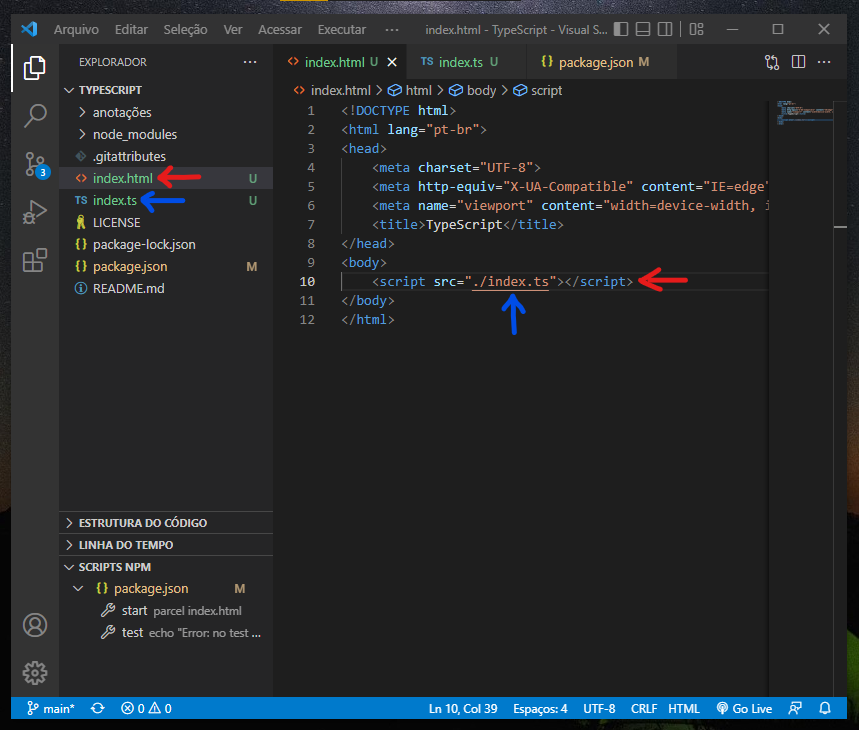 Arquivo Editar Seleção Ver Acessar Executar ··· index.html - TypeScript - Visual S...
EXPLORADOR ···
index.html U
TS index.ts U
{} package.json M
index.html > html > body > script
TYPESCRIPT
anotações
node_modules
.gitattributes
index.html U
TS index.ts U
LICENSE
{} package-lock.json
{} package.json M
README.md
1 <!DOCTYPE html>
2 <html lang="pt-br">
3 <head>
4 <meta charset="UTF-8">
5 <meta http-equiv="X-UA-Compatible" content="IE=edge"
6 <meta name="viewport" content="width=device-width, i
7 <title>TypeScript</title>
8 </head>
9 <body>
10 <script src="./index.ts"></script>
11 </body>
12 </html>
3
ESTRUTURA DO CÓDIGO
LINHA DO TEMPO
SCRIPTS NPM
{} package.json M
start parcel index.html
test echo "Error: no test ...
main* 0 0 Ln 10, Col 39 Espaços: 4 UTF-8 CRLF HTML Go Live